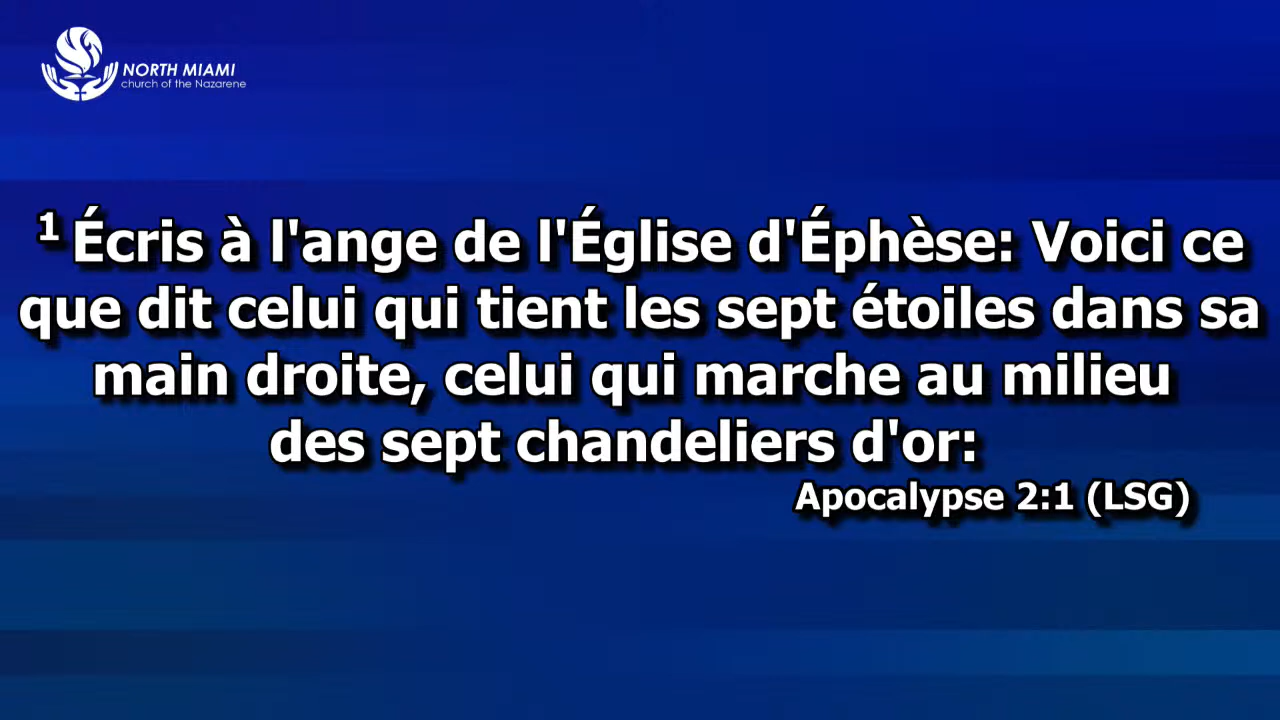 NORTH MIAMI
church of the Nazarene
1 Écris à l'ange de l'Église d'Éphèse: Voici ce
que dit celui qui tient les sept étoiles dans sa
main droite, celui qui marche au milieu
des sept chandeliers d'or:
Apocalypse 2:1 (LSG)